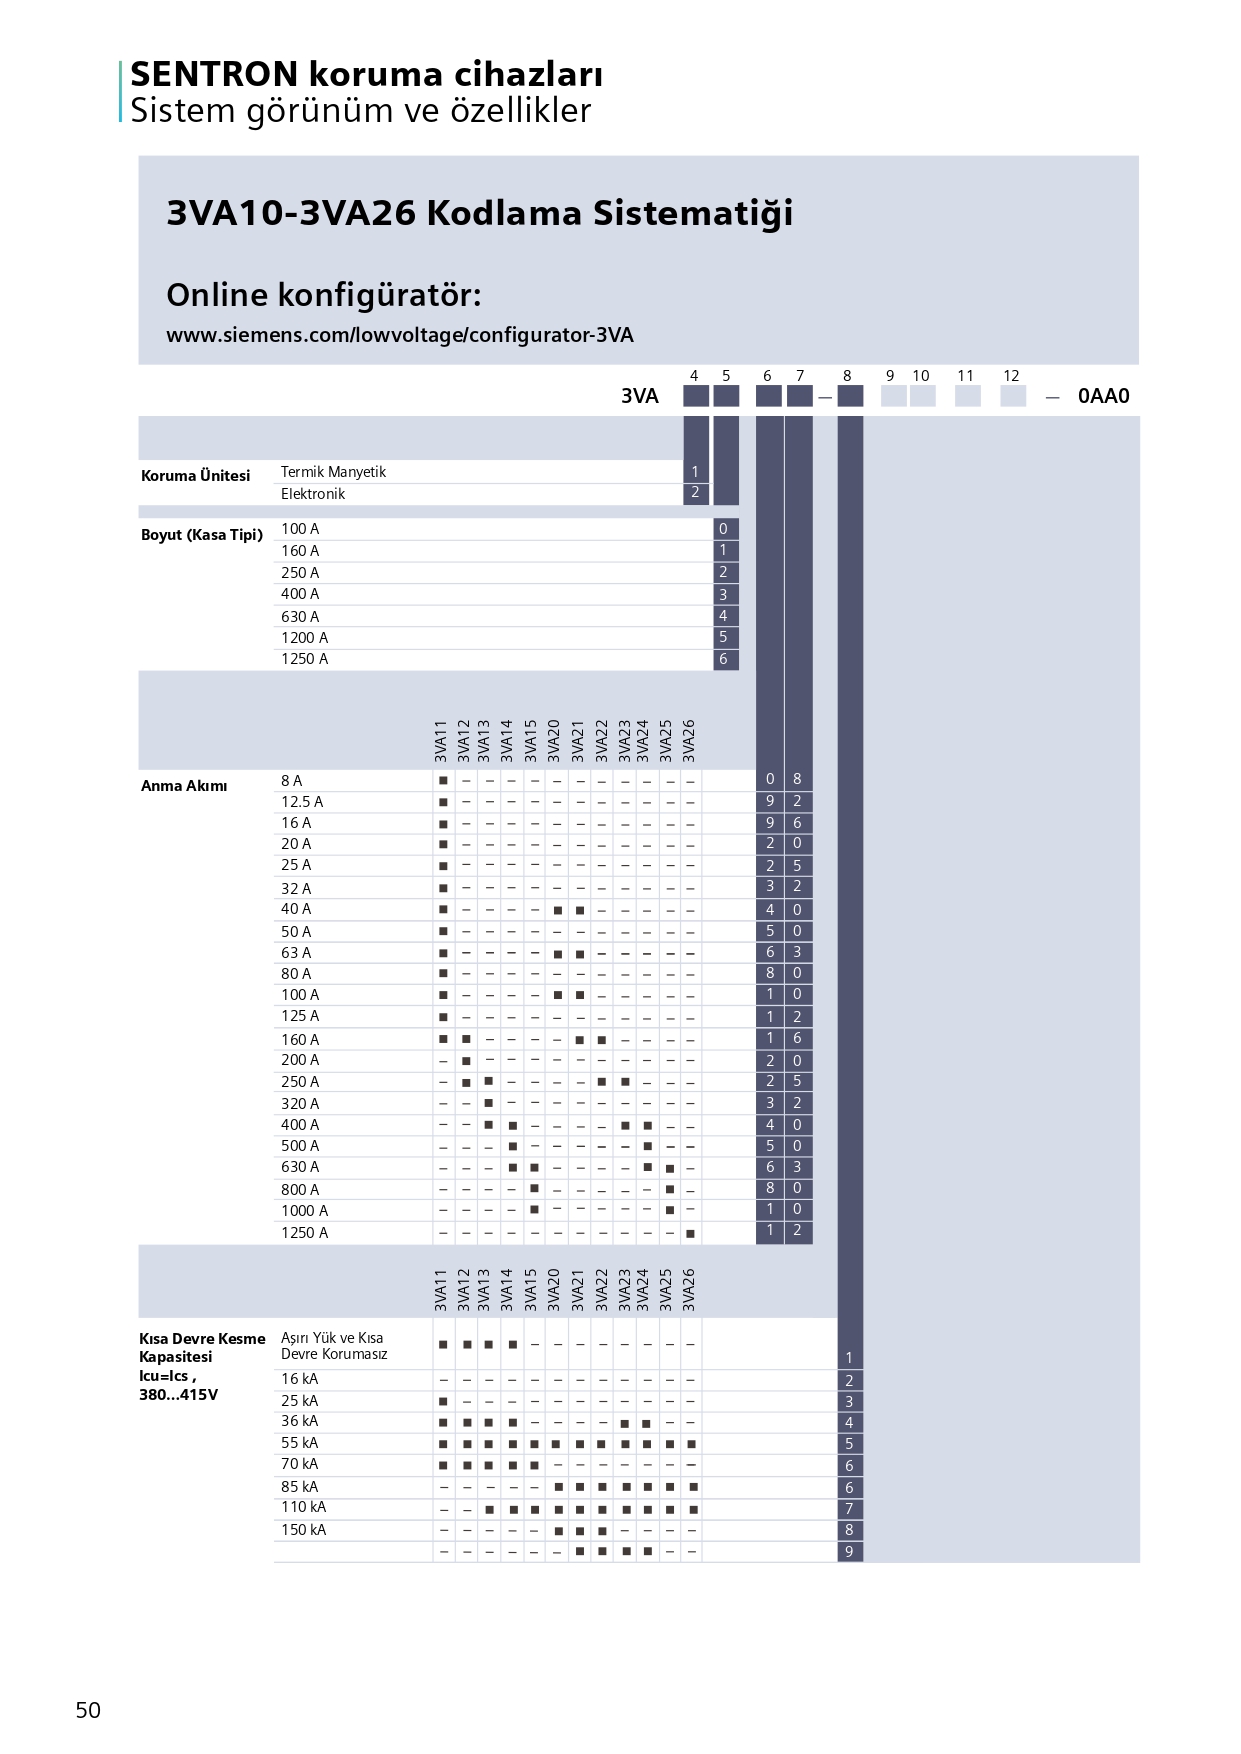 SENTRON koruma cihazları
Sistem görünüm ve özellikler
3VA10-3VA26 Kodlama Sistematiği
Online konfigüratör:
www.siemens.com/lowvoltage/configurator-3VA
4 5 6 7 8 9 10 11 12
3VA – – 0AA0
Koruma Ünitesi Termik Manyetik 1
Elektronik 2
Boyut (Kasa Tipi) 100 A 0
160 A 1
250 A 2
400 A 3
630 A 4
1200 A 5
1250 A 6
3VA11 3VA12 3VA13 3VA14 3VA15 3VA20 3VA21 3VA22 3VA23 3VA24 3VA25 3VA26
Anma Akımı 8 A ■ – – – – – – – – – – – 0 8
12.5 A ■ – – – – – – – – – – – 9 2
16 A ■ – – – – – – – – – – – 9 6
20 A ■ – – – – – – – – – – – 2 0
25 A ■ – – – – – – – – – – – 2 5
32 A ■ – – – – – – – – – – – 3 2
40 A ■ – – – – ■ ■ – – – – – 4 0
50 A ■ – – – – – – – – – – – 5 0
63 A ■ – – – – ■ ■ – – – – – 6 3
80 A ■ – – – – – – – – – – – 8 0
100 A ■ – – – – ■ ■ – – – – – 1 0
125 A ■ – – – – – – – – – – – 1 2
160 A ■ ■ – – – – ■ ■ – – – – 1 6
200 A – ■ – – – – – – – – – – 2 0
250 A – ■ ■ – – – – ■ ■ – – – 2 5
320 A – – ■ – – – – – – – – – 3 2
400 A – – ■ ■ – – – – ■ ■ – – 4 0
500 A – – – ■ – – – – – ■ – – 5 0
630 A – – – ■ ■ – – – – ■ ■ – 6 3
800 A – – – – ■ – – – – – ■ – 8 0
1000 A – – – – ■ – – – – – ■ – 1 0
1250 A – – – – – – – – – – – ■ 1 2
3VA11 3VA12 3VA13 3VA14 3VA15 3VA20 3VA21 3VA22 3VA23 3VA24 3VA25 3VA26
Kısa Devre Kesme
Kapasitesi
Icu=Ics ,
380...415V
Aşırı Yük ve Kısa
Devre Korumasız ■ ■ ■ ■ – – – – – – – – 1
16 kA – – – – – – – – – – – – 2
25 kA ■ – – – – – – – – – – – 3
36 kA ■ ■ ■ ■ – – – – ■ ■ – – 4
55 kA ■ ■ ■ ■ ■ ■ ■ ■ ■ ■ ■ ■ 5
70 kA ■ ■ ■ ■ ■ – – – – – – – 6
85 kA – – – – – ■ ■ ■ ■ ■ ■ ■ 6
110 kA – – ■ ■ ■ ■ ■ ■ ■ ■ ■ ■ 7
150 kA – – – – – ■ ■ ■ – – – – 8
– – – – – – ■ ■ ■ ■ – – 9
50